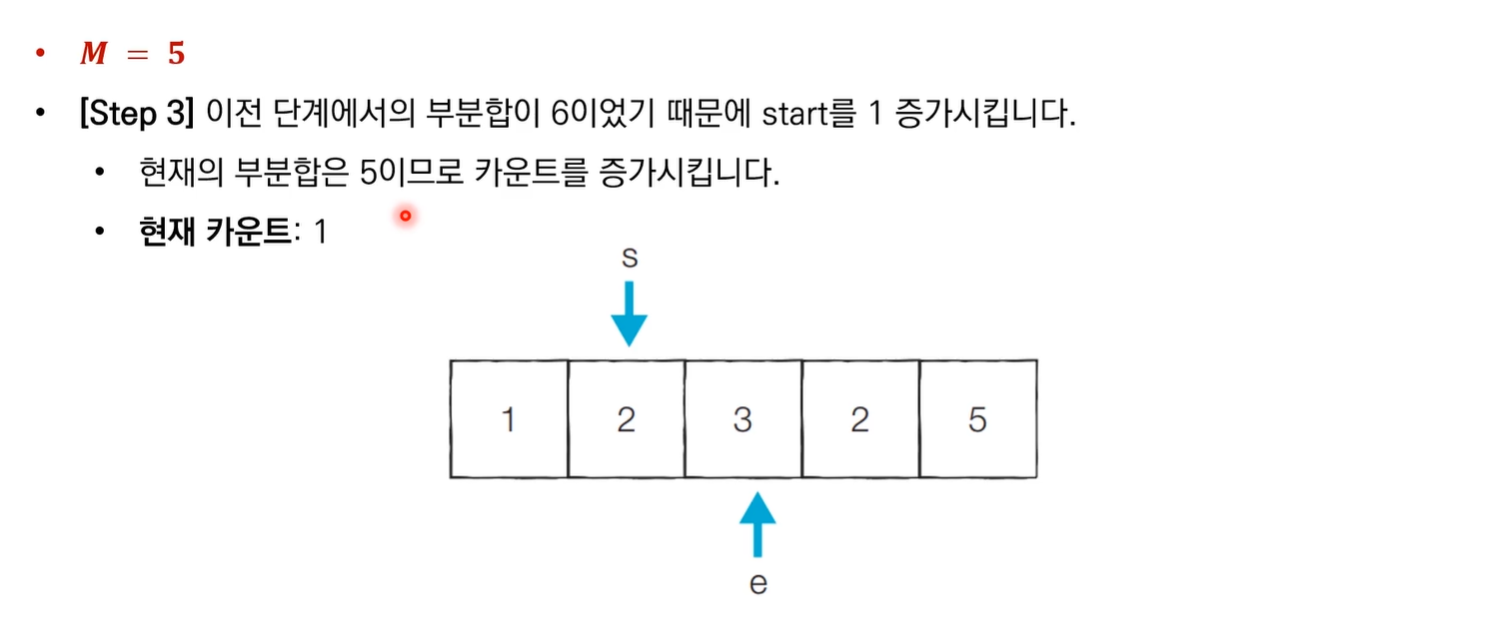 • M = 5
• [Step 3] 이전 단계에서의 부분합이 6이었기 때문에 start를 1 증가시킵니다.
• 현재의 부분합은 5이므로 카운트를 증가시킵니다.
• 현재 카운트: 1
s
1 2 3 2 5
e